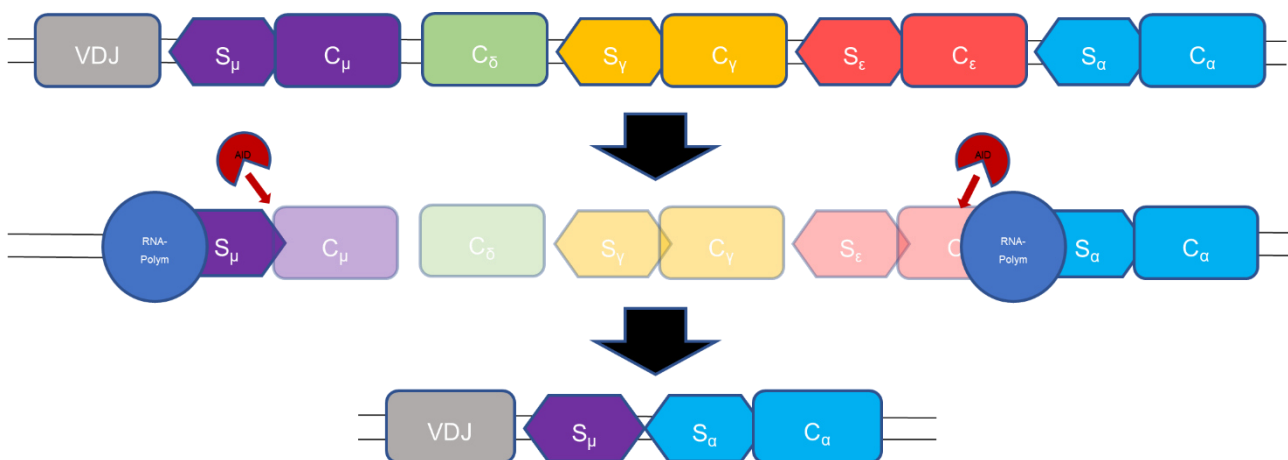 VDJ Sμ Cμ Cδ Sγ Cγ Sε Cε Sα Cα
AID AID
RNA-
Polym
Sμ Cμ Cδ Sγ Cγ Sε C
RNA-
Polym
Sα Cα
VDJ Sμ Sα Cα